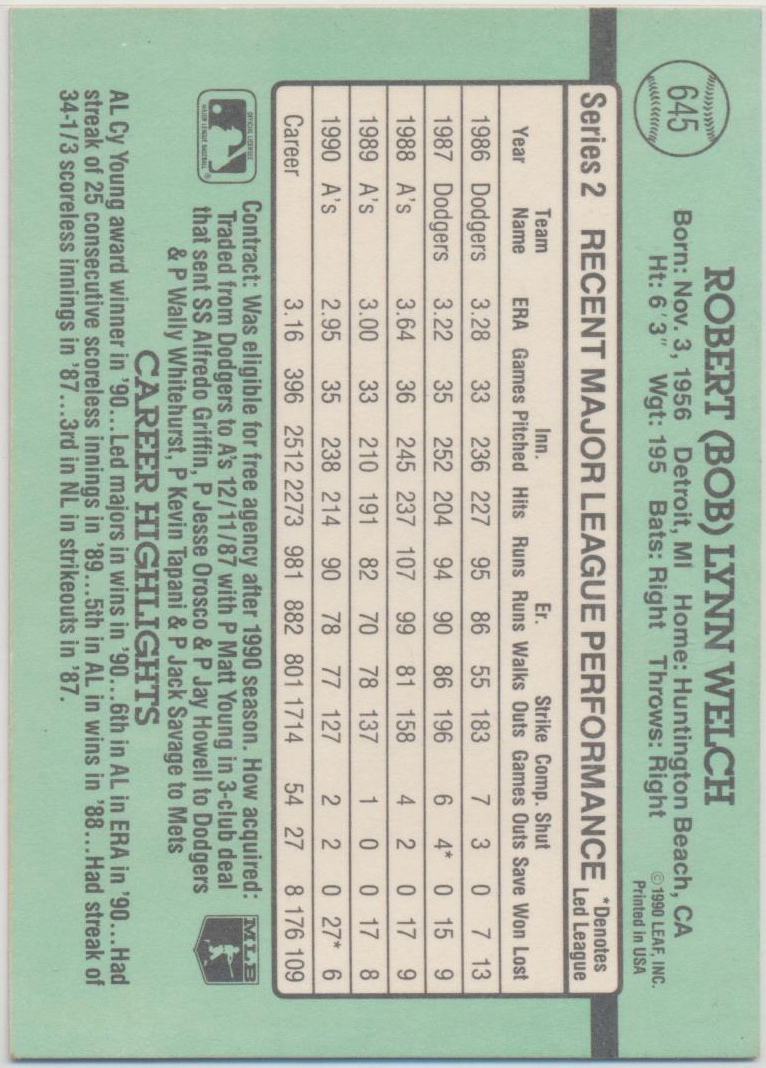 645
ROBERT (BOB) LYNN WELCH
Born: Nov. 3, 1956 Detroit, MI Home: Huntington Beach, CA
Ht: 6'3" Wgt: 195 Bats: Right Throws: Right
©1990 LEAF, INC.
Printed in USA
Series 2 RECENT MAJOR LEAGUE PERFORMANCE *Denotes Led League
Year Team Name ERA Games Inn. Pitched Hits Runs Er. Runs Walks Strike Outs Comp. Games Shut Outs Save Won Lost
1986 Dodgers 3.28 33 236 227 95 86 55 183 7 3 0 7 13
1987 Dodgers 3.22 35 252 204 94 90 86 196 6 4* 0 15 9
1988 A's 3.64 36 245 237 107 99 81 158 4 2 0 17 9
1989 A's 3.00 33 210 191 82 70 78 137 1 0 0 17 8
1990 A's 2.95 35 238 214 90 78 77 127 2 2 0 27* 6
Career 3.16 396 2512 2273 981 882 801 1714 54 27 8 176 109
OFFICIAL LICENSEE
MAJOR LEAGUE BASEBALL
®
Contract: Was eligible for free agency after 1990 season. How acquired:
Traded from Dodgers to A's 12/11/87 with P Matt Young in 3-club deal
that sent SS Alfredo Griffin, P Jesse Orosco & P Jay Howell to Dodgers
& P Wally Whitehurst, P Kevin Tapani & P Jack Savage to Mets
MLB
CAREER HIGHLIGHTS
AL Cy Young award winner in '90...Led majors in wins in '90...6th in AL in ERA in '90...Had
streak of 25 consecutive scoreless innings in '89...5th in AL in wins in '88...Had streak of
34-1/3 scoreless innings in '87...3rd in NL in strikeouts in '87.